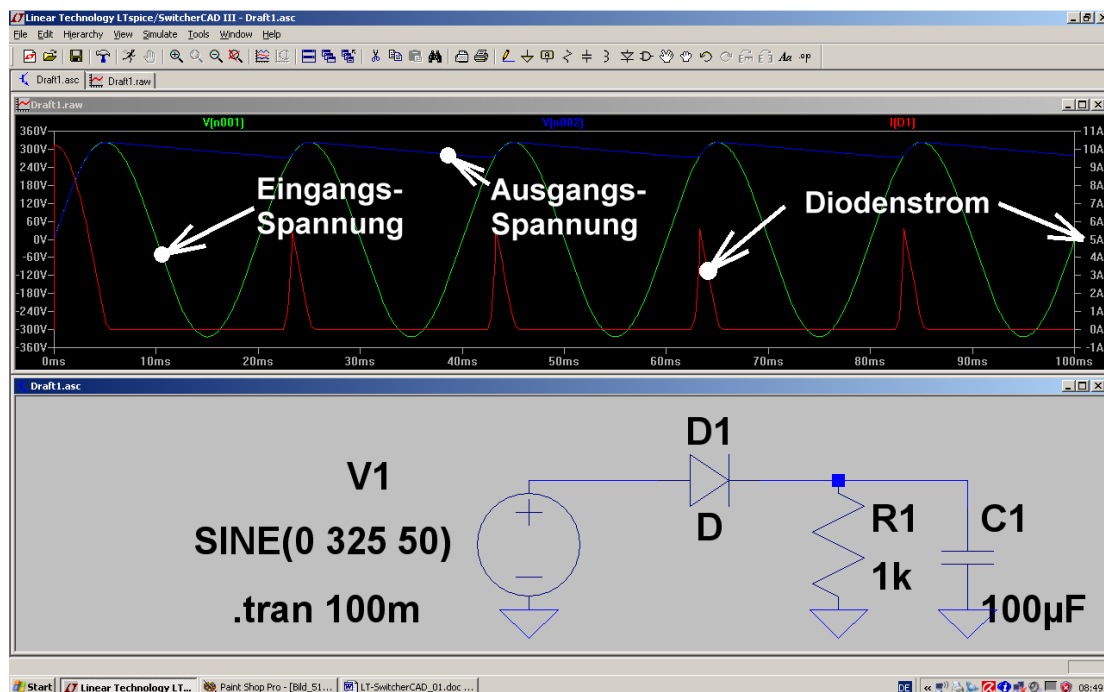 Linear Technology LTspice/SwitcherCAD III - Draft1.asc
File Edit Hierarchy View Simulate Tools Window Help
Aa .op
Draft1.asc Draft1.raw
Draft1.raw
V(n001) V(n002) I(D1)
360V 11A
300V 10A
240V 9A
180V 8A
120V 7A
60V 6A
0V 5A
-60V 4A
-120V 3A
-180V 2A
-240V 1A
-300V 0A
-360V -1A
0ms 10ms 20ms 30ms 40ms 50ms 60ms 70ms 80ms 90ms 100ms
Eingangs-
Spannung
Ausgangs-
Spannung
Diodenstrom
Draft1.asc
D1
V1
SINE(0 325 50)
D
R1
C1
1k
.tran 100m
100µF
Start Linear Technology LT... Paint Shop Pro - [Bild_51... LT-SwitcherCAD_01.doc ... DE « 08:49